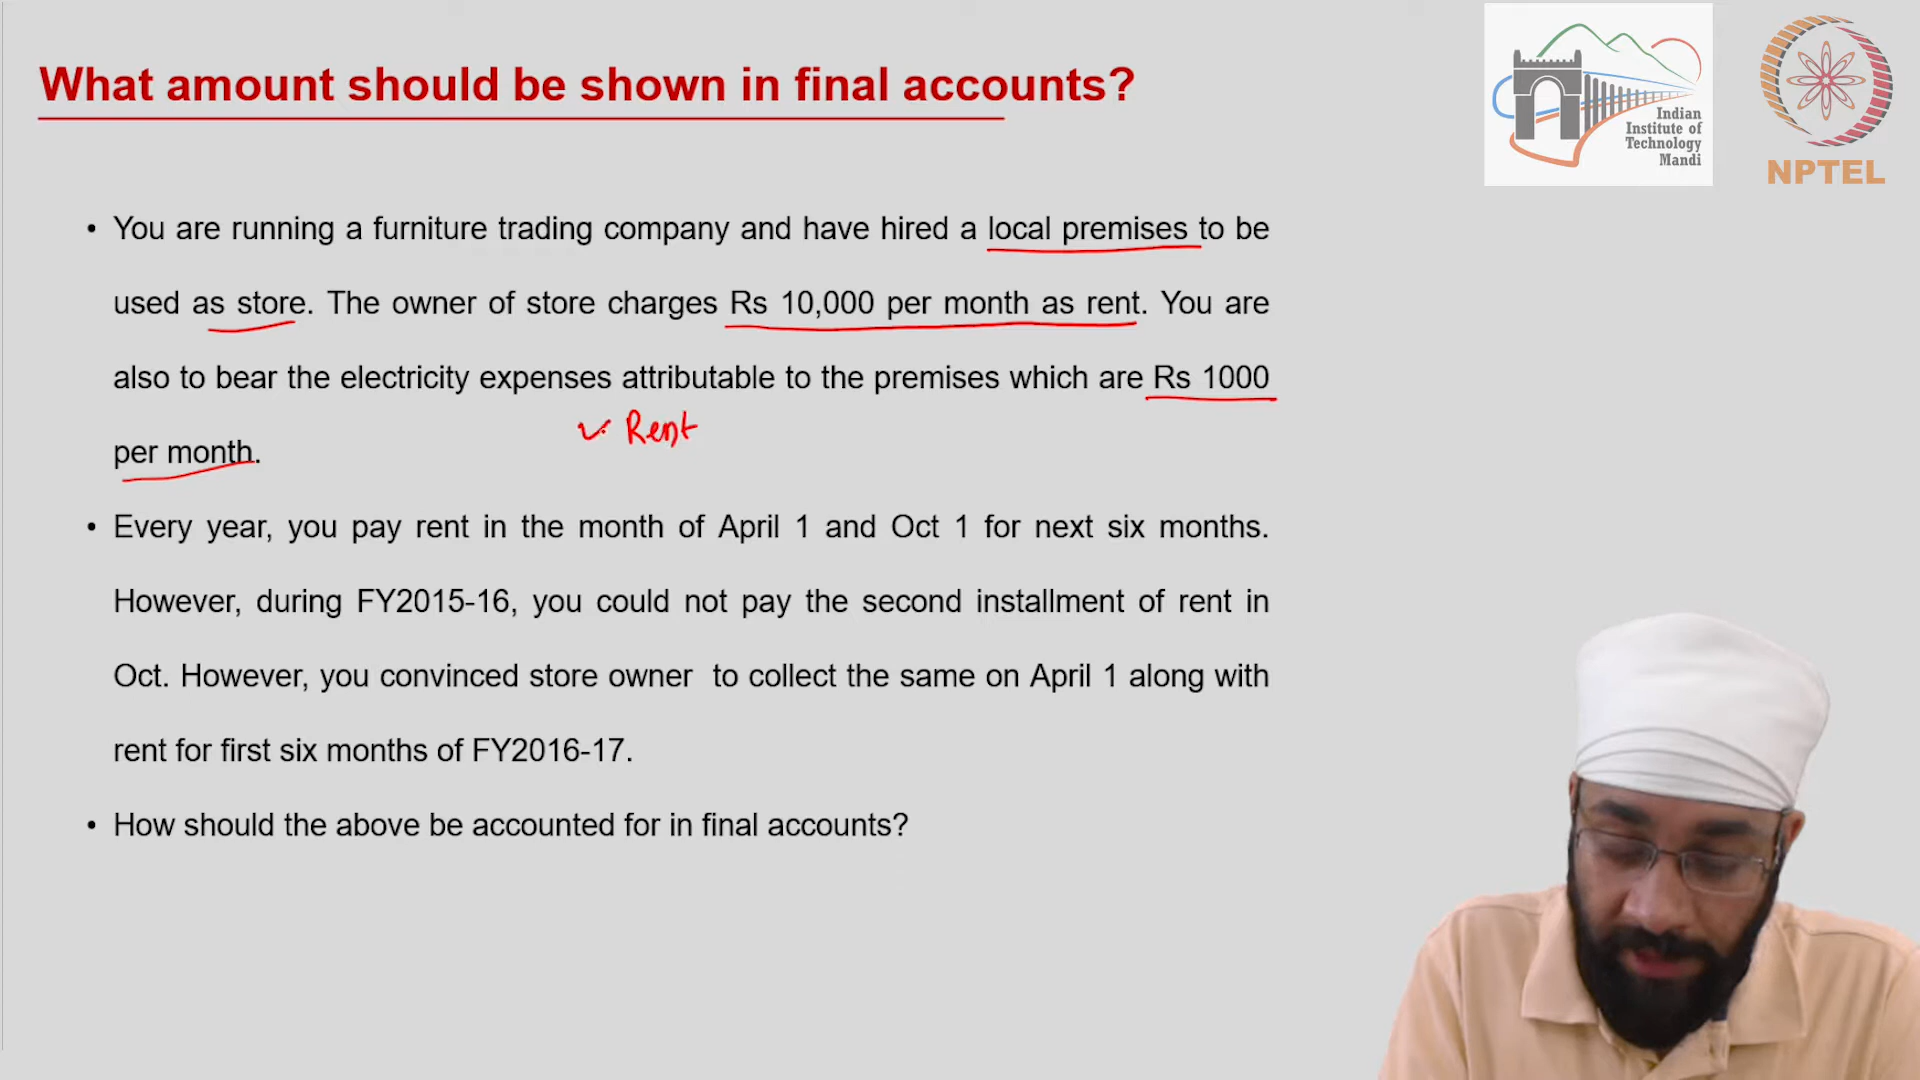 What amount should be shown in final accounts?
Indian
Institute of
Technology
Mandi
NPTEL
• You are running a furniture trading company and have hired a local premises to be
used as store. The owner of store charges Rs 10,000 per month as rent. You are
also to bear the electricity expenses attributable to the premises which are Rs 1000
Rent
per month.
• Every year, you pay rent in the month of April 1 and Oct 1 for next six months.
However, during FY2015-16, you could not pay the second installment of rent in
Oct. However, you convinced store owner to collect the same on April 1 along with
rent for first six months of FY2016-17.
• How should the above be accounted for in final accounts?